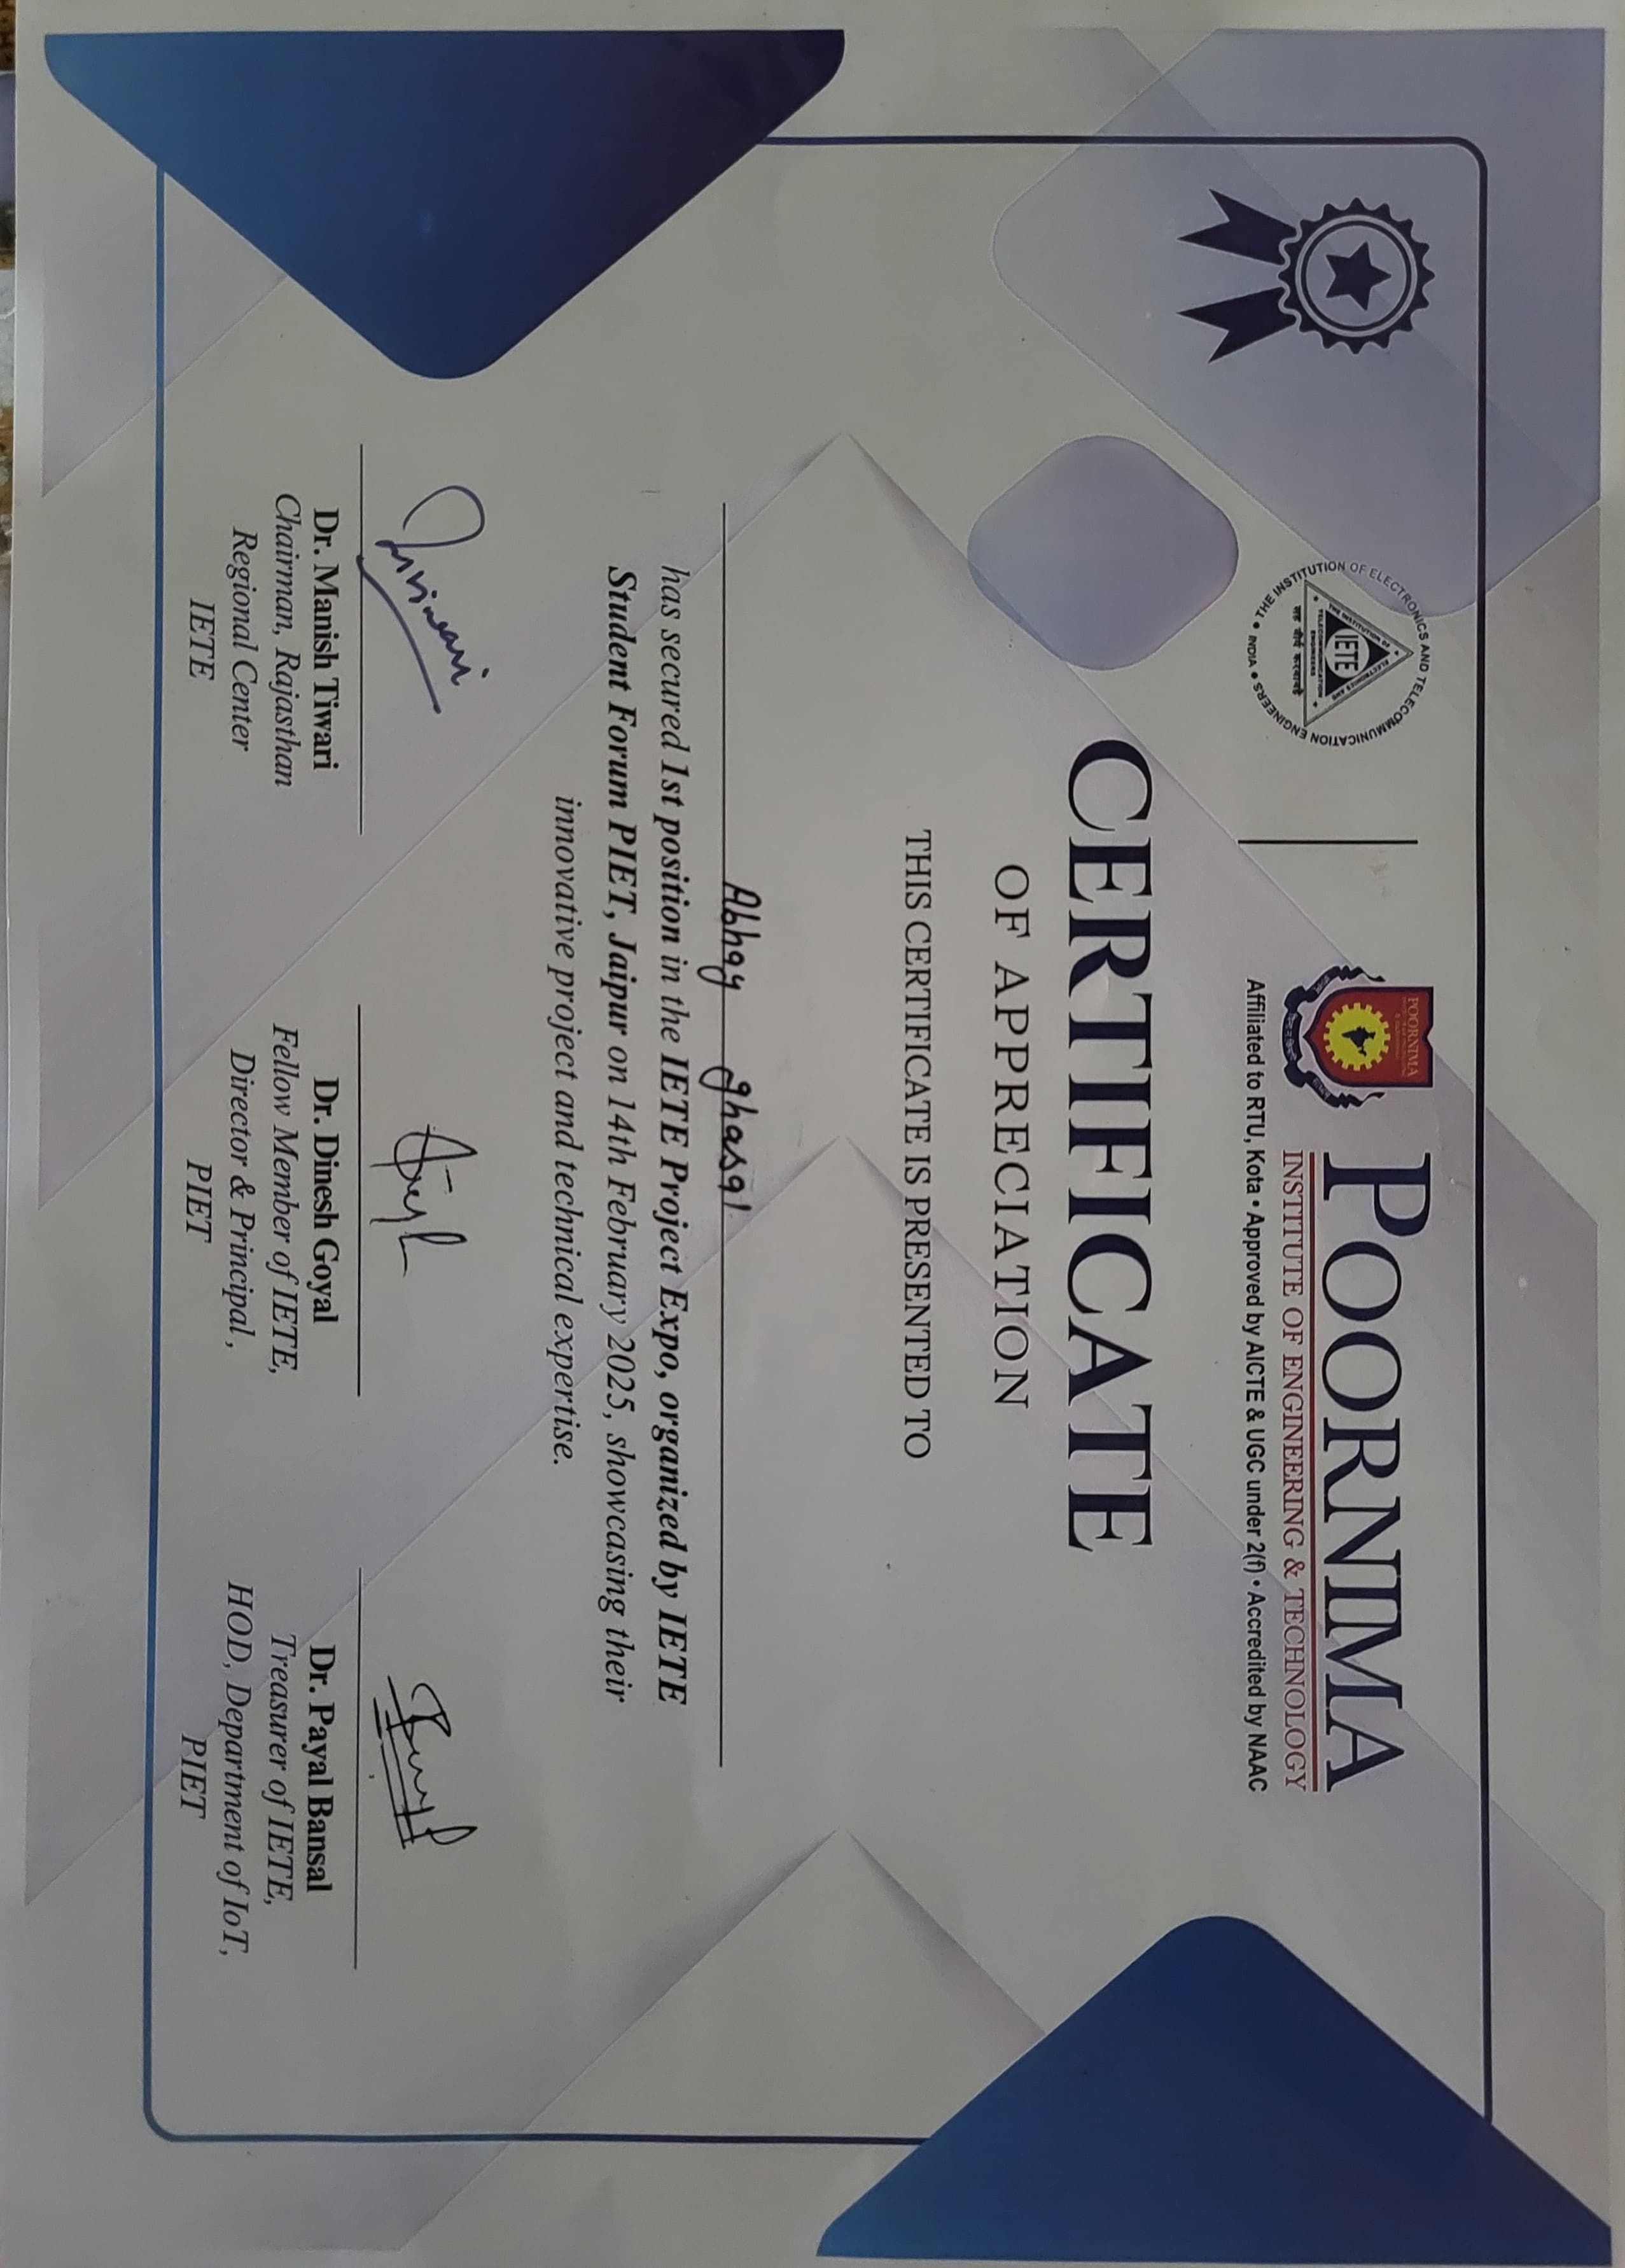 THE INSTITUTION OF ELECTRONICS AND TELECOMMUNICATION ENGINEERS
• INDIA •
IETE
POORNIMA
POORNIMA
INSTITUTE OF ENGINEERING & TECHNOLOGY
Affiliated to RTU, Kota • Approved by AICTE & UGC under 2(f) • Accredited by NAAC
CERTIFICATE
OF APPRECIATION
THIS CERTIFICATE IS PRESENTED TO
Abhay ghasal
has secured 1st position in the IETE Project Expo, organized by IETE
Student Forum PIET, Jaipur on 14th February 2025, showcasing their
innovative project and technical expertise.
Dr. Manish Tiwari
Chairman, Rajasthan
Regional Center
IETE
Dr. Dinesh Goyal
Fellow Member of IETE,
Director & Principal,
PIET
Dr. Payal Bansal
Treasurer of IETE,
HOD, Department of IoT,
PIET